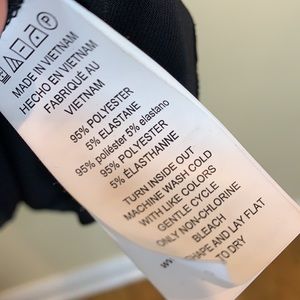 MADE IN VIETNAM
HECHO EN VIETNAM
FABRIQUÉ AU
VIETNAM
95% POLYESTER
5% ELASTANE
95% poliéster 5% elastano
95% POLYESTER
5% ÉLASTHANNE
TURN INSIDE OUT
MACHINE WASH COLD
WITH LIKE COLORS
GENTLE CYCLE
ONLY NON-CHLORINE
BLEACH
SHAPE AND LAY FLAT
TO DRY